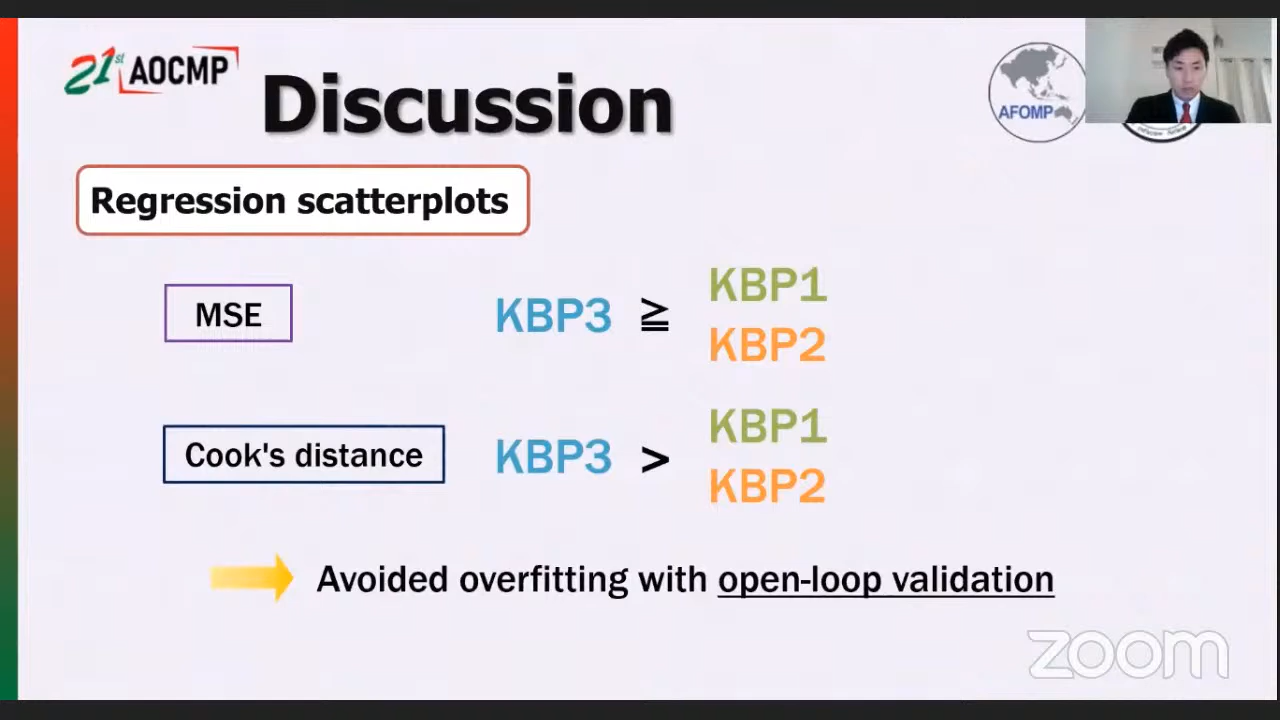 21st AOCMP
Discussion
AFOMP
Regression scatterplots
MSE
KBP3 ≧
KBP1
KBP2
Cook's distance
KBP3 >
KBP1
KBP2
Avoided overfitting with open-loop validation
zoom